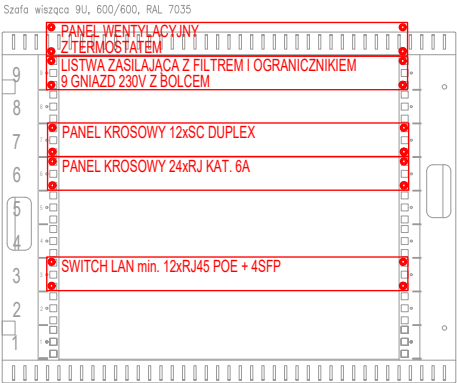 Szafa wisząca 9U, 600/600, RAL 7035
PANEL WENTYLACYJNY
Z TERMOSTATEM
LISTWA ZASILAJACA Z FILTREM I OGRANICZNIKIEM
9 GNIAZD 230V Z BOLCEM
9
8
PANEL KROSOWY 12xSC DUPLEX
7
PANEL KROSOWY 24xRJ KAT. 6A
6
5
4
SWITCH LAN min. 12xRJ45 POE + 4SFP
3
2
1